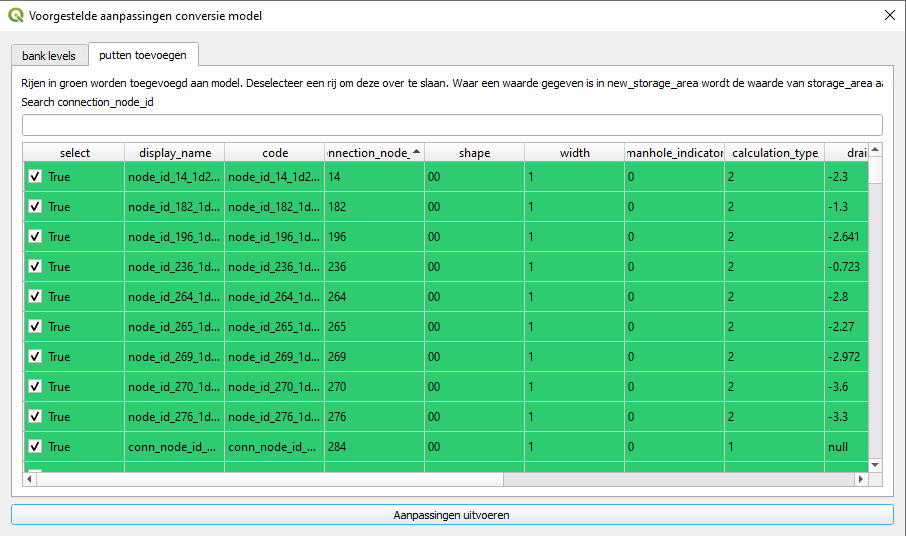 Voorgestelde aanpassingen conversie model
bank levels putten toevoegen
Rijen in groen worden toegevoegd aan model. Deselecteer een rij om deze over te slaan. Waar een waarde gegeven is in new_storage_area wordt de waarde van storage_area aa
Search connection_node_id
select display_name code nnection_node_ shape width manhole_indicator calculation_type drai
True node_id_14_1d2... node_id_14_1d2... 14 00 1 0 2 -2.3
True node_id_182_1d... node_id_182_1d... 182 00 1 0 2 -1.3
True node_id_196_1d... node_id_196_1d... 196 00 1 0 2 -2.641
True node_id_236_1d... node_id_236_1d... 236 00 1 0 2 -0.723
True node_id_264_1d... node_id_264_1d... 264 00 1 0 2 -2.8
True node_id_265_1d... node_id_265_1d... 265 00 1 0 2 -2.27
True node_id_269_1d... node_id_269_1d... 269 00 1 0 2 -2.972
True node_id_270_1d... node_id_270_1d... 270 00 1 0 2 -3.6
True node_id_276_1d... node_id_276_1d... 276 00 1 0 2 -3.3
True conn_node_id_... conn_node_id_... 284 00 1 0 1 null
Aanpassingen uitvoeren